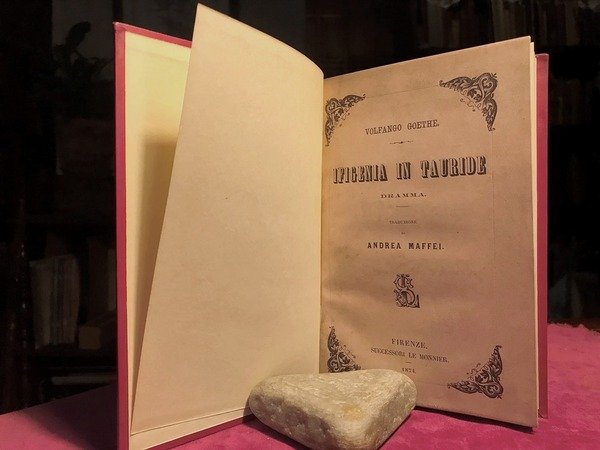 VOLFANGO GOETHE.
IFIGENIA IN TAURIDE
DRAMMA.
TRADUZIONE
DI
ANDREA MAFFEI.
FIRENZE.
SUCCESSORI LE MONNIER.
1874.